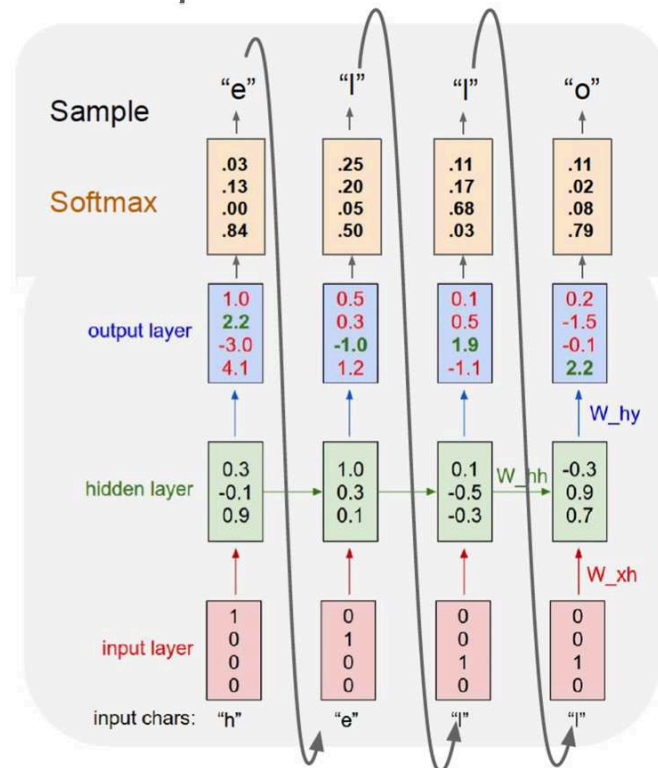 "e" "l" "l" "o"
Sample
Softmax
.03 .25 .11 .11
.13 .20 .17 .02
.00 .05 .68 .08
.84 .50 .03 .79
output layer
1.0 0.5 0.1 0.2
2.2 0.3 0.5 -1.5
-3.0 -1.0 1.9 -0.1
4.1 1.2 -1.1 2.2
W_hy
hidden layer
0.3 1.0 0.1 -0.3
-0.1 0.3 -0.5 0.9
0.9 0.1 -0.3 0.7
W_hh
W_xh
input layer
1 0 0 0
0 1 0 0
0 0 1 1
0 0 0 0
input chars: "h" "e" "l" "l"